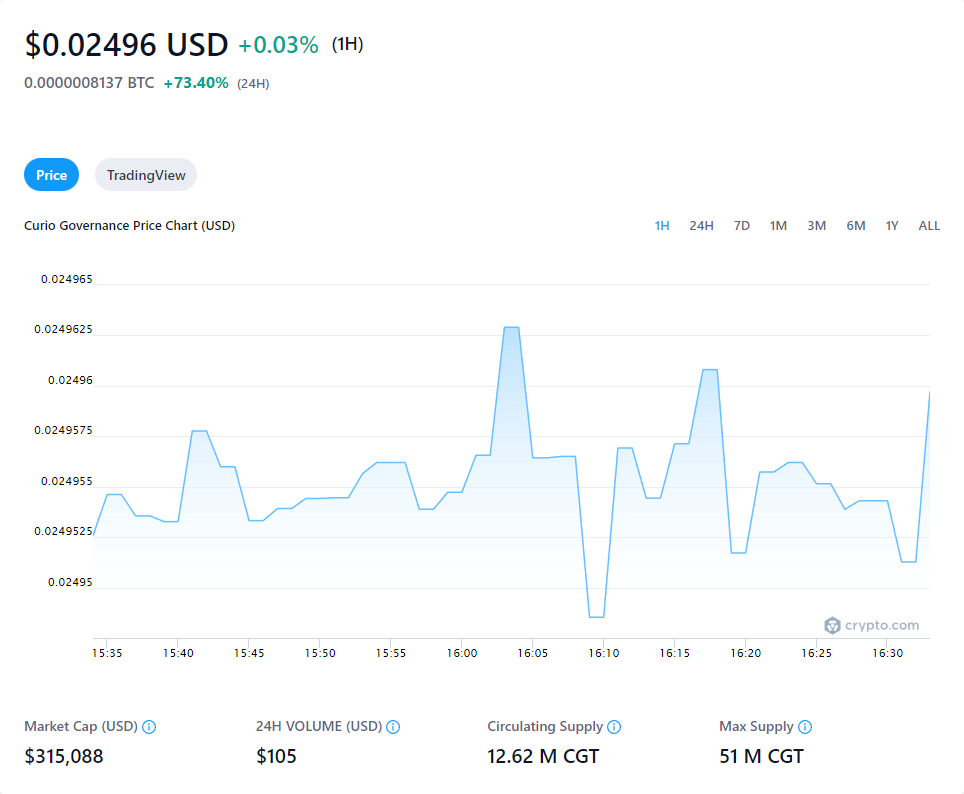 $0.02496 USD +0.03% (1H)
0.0000008137 BTC +73.40% (24H)
Price TradingView
Curio Governance Price Chart (USD) 1H 24H 7D 1M 3M 6M 1Y ALL
0.024965
0.0249625
0.02496
0.0249575
0.024955
0.0249525
0.02495
crypto.com
15:35 15:40 15:45 15:50 15:55 16:00 16:05 16:10 16:15 16:20 16:25 16:30
Market Cap (USD) 24H VOLUME (USD) Circulating Supply Max Supply
$315,088 $105 12.62 M CGT 51 M CGT